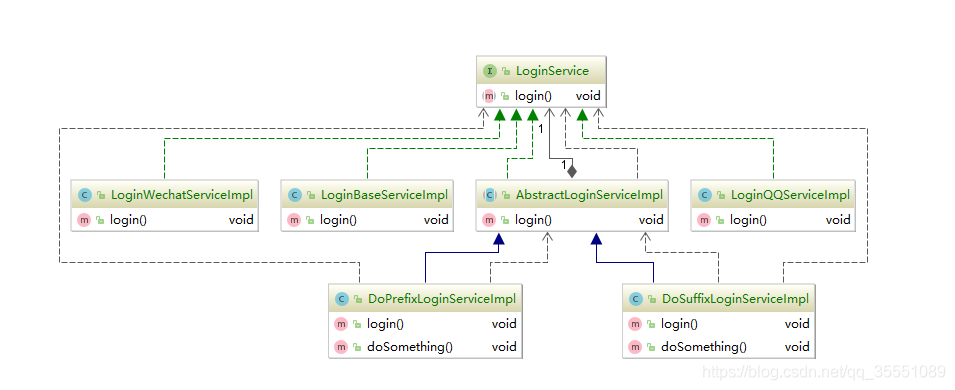 I LoginService
m login() void
1
1
C LoginWechatServiceImpl
m login() void
C LoginBaseServiceImpl
m login() void
C AbstractLoginServiceImpl
m login() void
C LoginQQServiceImpl
m login() void
C DoPrefixLoginServiceImpl
m login() void
m doSomething() void
C DoSuffixLoginServiceImpl
m login() void
m doSomething() void
https://blog.csdn.net/qq_35551089